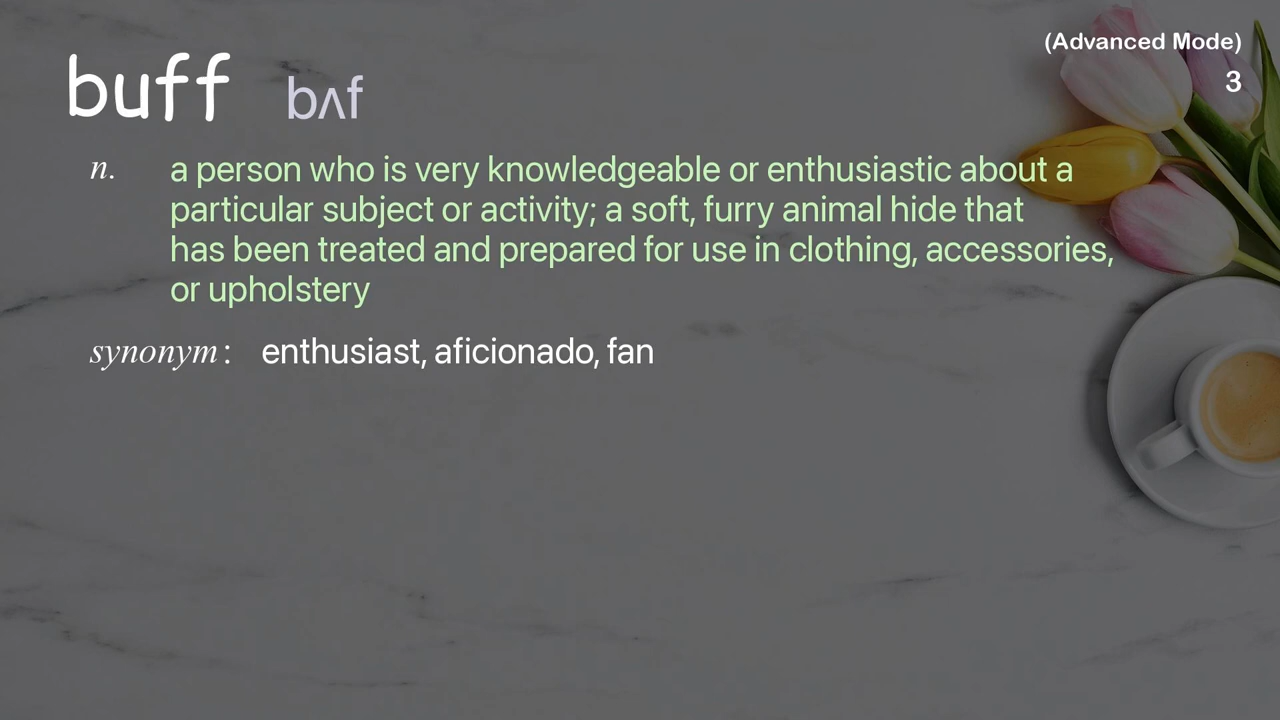 (Advanced Mode)
3
buff bʌf
n. a person who is very knowledgeable or enthusiastic about a
particular subject or activity; a soft, furry animal hide that
has been treated and prepared for use in clothing, accessories,
or upholstery
synonym: enthusiast, aficionado, fan